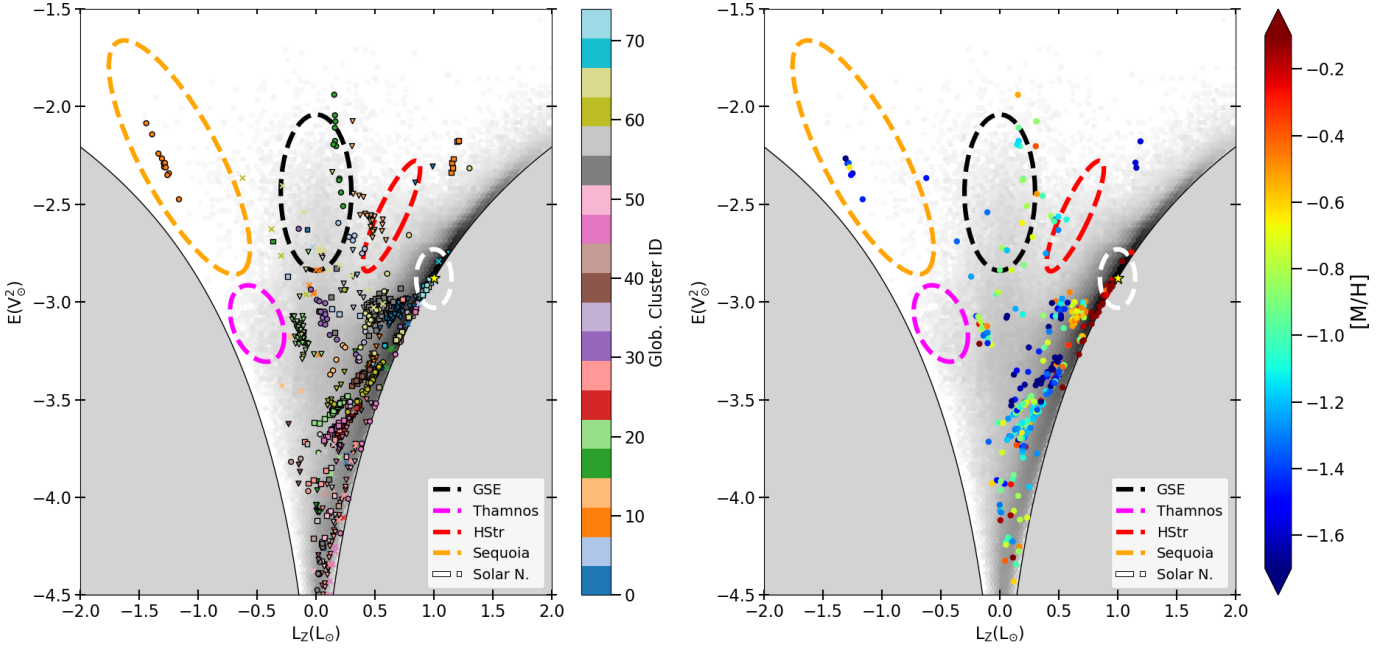 −1.5
−2.0
−2.5
−3.0
−3.5
−4.0
−4.5
E(V²⊙)
−2.0 −1.5 −1.0 −0.5 0.0 0.5 1.0 1.5 2.0
L_Z(L⊙)
GSE
Thamnos
HStr
Sequoia
Solar N.
70
60
50
40
30
20
10
0
Glob. Cluster ID
−1.5
−2.0
−2.5
−3.0
−3.5
−4.0
−4.5
E(V²⊙)
−2.0 −1.5 −1.0 −0.5 0.0 0.5 1.0 1.5 2.0
L_Z(L⊙)
GSE
Thamnos
HStr
Sequoia
Solar N.
−0.2
−0.4
−0.6
−0.8
−1.0
−1.2
−1.4
−1.6
[M/H]